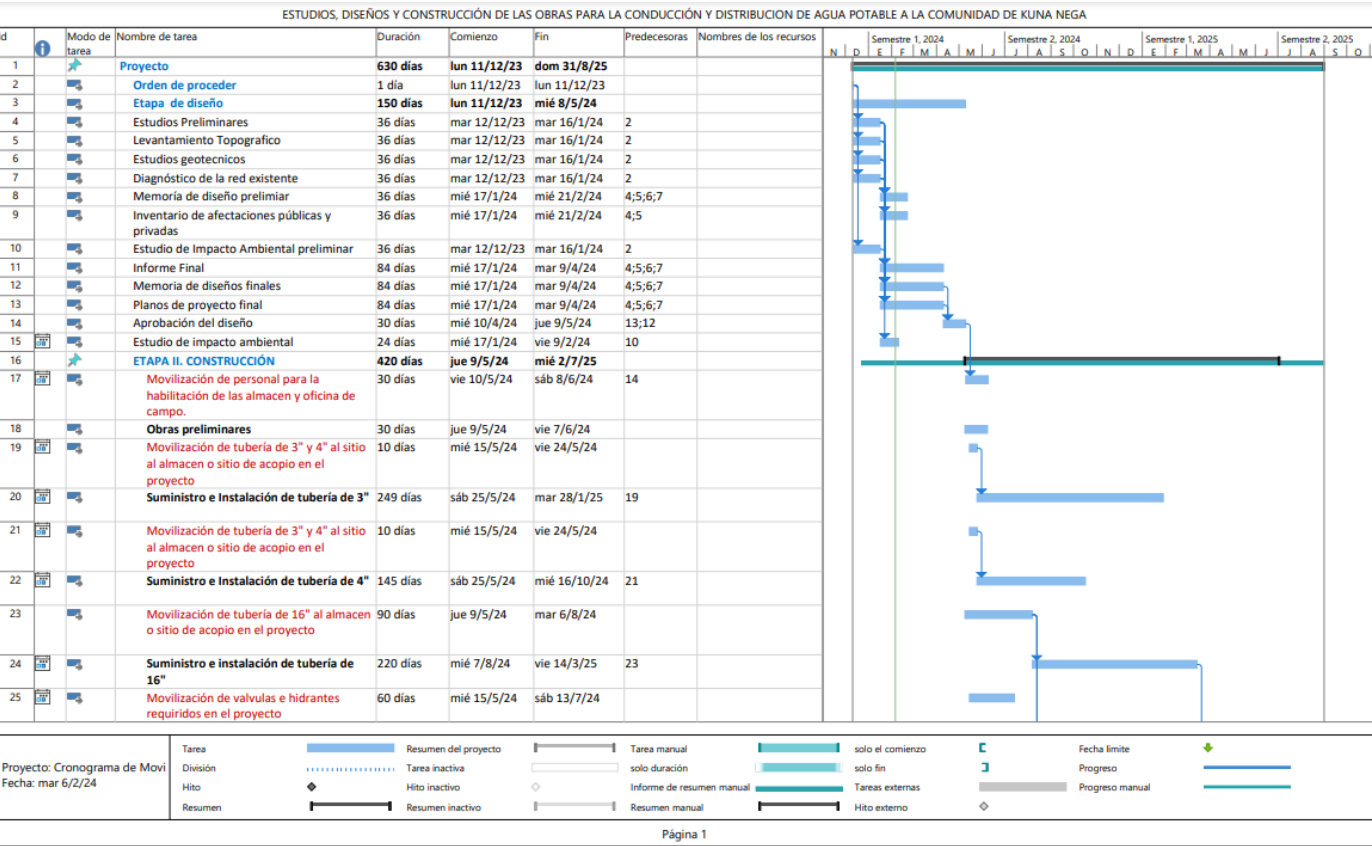 ESTUDIOS, DISEÑOS Y CONSTRUCCIÓN DE LAS OBRAS PARA LA CONDUCCIÓN Y DISTRIBUCION DE AGUA POTABLE A LA COMUNIDAD DE KUNA NEGA
Id Modo de tarea Nombre de tarea Duración Comienzo Fin Predecesoras Nombres de los recursos
Semestre 1, 2024 Semestre 2, 2024 Semestre 1, 2025 Semestre 2, 2025
N D E F M A M J J A S O N D E F M A M J J A S O
1 Proyecto 630 días lun 11/12/23 dom 31/8/25
2 Orden de proceder 1 día lun 11/12/23 lun 11/12/23
3 Etapa de diseño 150 días lun 11/12/23 mié 8/5/24
4 Estudios Preliminares 36 días mar 12/12/23 mar 16/1/24 2
5 Levantamiento Topografico 36 días mar 12/12/23 mar 16/1/24 2
6 Estudios geotecnicos 36 días mar 12/12/23 mar 16/1/24 2
7 Diagnóstico de la red existente 36 días mar 12/12/23 mar 16/1/24 2
8 Memoría de diseño prelimiar 36 días mié 17/1/24 mié 21/2/24 4;5;6;7
9 Inventario de afectaciones públicas y 36 días mié 17/1/24 mié 21/2/24 4;5
privadas
10 Estudio de Impacto Ambiental preliminar 36 días mar 12/12/23 mar 16/1/24 2
11 Informe Final 84 días mié 17/1/24 mar 9/4/24 4;5;6;7
12 Memoria de diseños finales 84 días mié 17/1/24 mar 9/4/24 4;5;6;7
13 Planos de proyecto final 84 días mié 17/1/24 mar 9/4/24 4;5;6;7
14 Aprobación del diseño 30 días mié 10/4/24 jue 9/5/24 13;12
15 Estudio de impacto ambiental 24 días mié 17/1/24 vie 9/2/24 10
16 ETAPA II. CONSTRUCCIÓN 420 días jue 9/5/24 mié 2/7/25
17 Movilización de personal para la 30 días vie 10/5/24 sáb 8/6/24 14
habilitación de las almacen y oficina de
campo.
18 Obras preliminares 30 días jue 9/5/24 vie 7/6/24
19 Movilización de tubería de 3" y 4" al sitio 10 días mié 15/5/24 vie 24/5/24
al almacen o sitio de acopio en el
proyecto
20 Suministro e Instalación de tubería de 3" 249 días sáb 25/5/24 mar 28/1/25 19
21 Movilización de tubería de 3" y 4" al sitio 10 días mié 15/5/24 vie 24/5/24
al almacen o sitio de acopio en el
proyecto
22 Suministro e Instalación de tubería de 4" 145 días sáb 25/5/24 mié 16/10/24 21
23 Movilización de tubería de 16" al almacen 90 días jue 9/5/24 mar 6/8/24
o sitio de acopio en el proyecto
24 Suministro e instalación de tubería de 220 días mié 7/8/24 vie 14/3/25 23
16"
25 Movilización de valvulas e hidrantes 60 días mié 15/5/24 sáb 13/7/24
requiridos en el proyecto
Proyecto: Cronograma de Movi
Fecha: mar 6/2/24
Tarea Resumen del proyecto Tarea manual solo el comienzo Fecha límite
División Tarea inactiva solo duración solo fin Progreso
Hito Hito inactivo Informe de resumen manual Tareas externas Progreso manual
Resumen Resumen inactivo Resumen manual Hito externo
Página 1